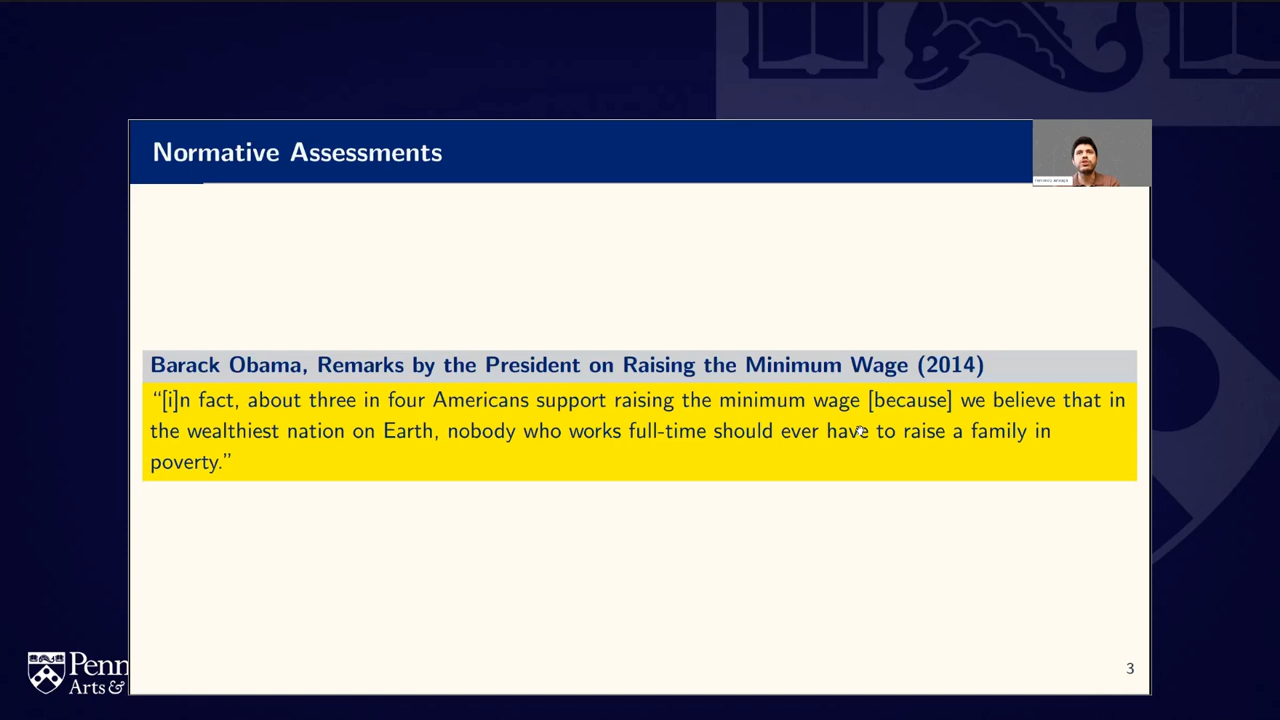 Normative Assessments
Barack Obama, Remarks by the President on Raising the Minimum Wage (2014)
“[i]n fact, about three in four Americans support raising the minimum wage [because] we believe that in
the wealthiest nation on Earth, nobody who works full-time should ever have to raise a family in
poverty.”
3
Penn
Arts &